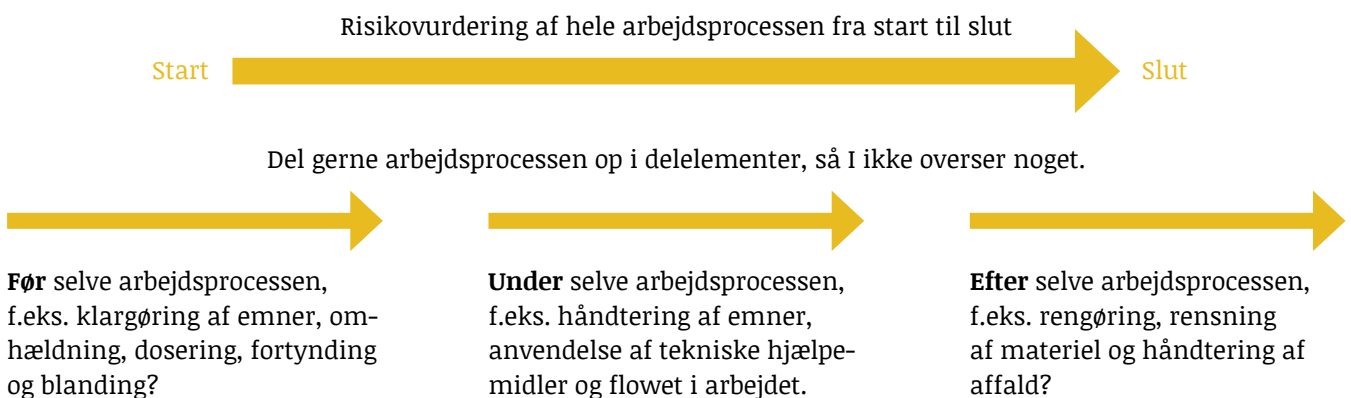 Risikovurdering af hele arbejdsprocessen fra start til slut
Start
Slut
Del gerne arbejdsprocessen op i delelementer, så I ikke overser noget.
Før selve arbejdsprocessen,
f.eks. klargøring af emner, om-
hældning, dosering, fortynding
og blanding?
Under selve arbejdsprocessen,
f.eks. håndtering af emner,
anvendelse af tekniske hjælpe-
midler og flowet i arbejdet.
Efter selve arbejdsprocessen,
f.eks. rengøring, rensning
af materiel og håndtering af
affald?